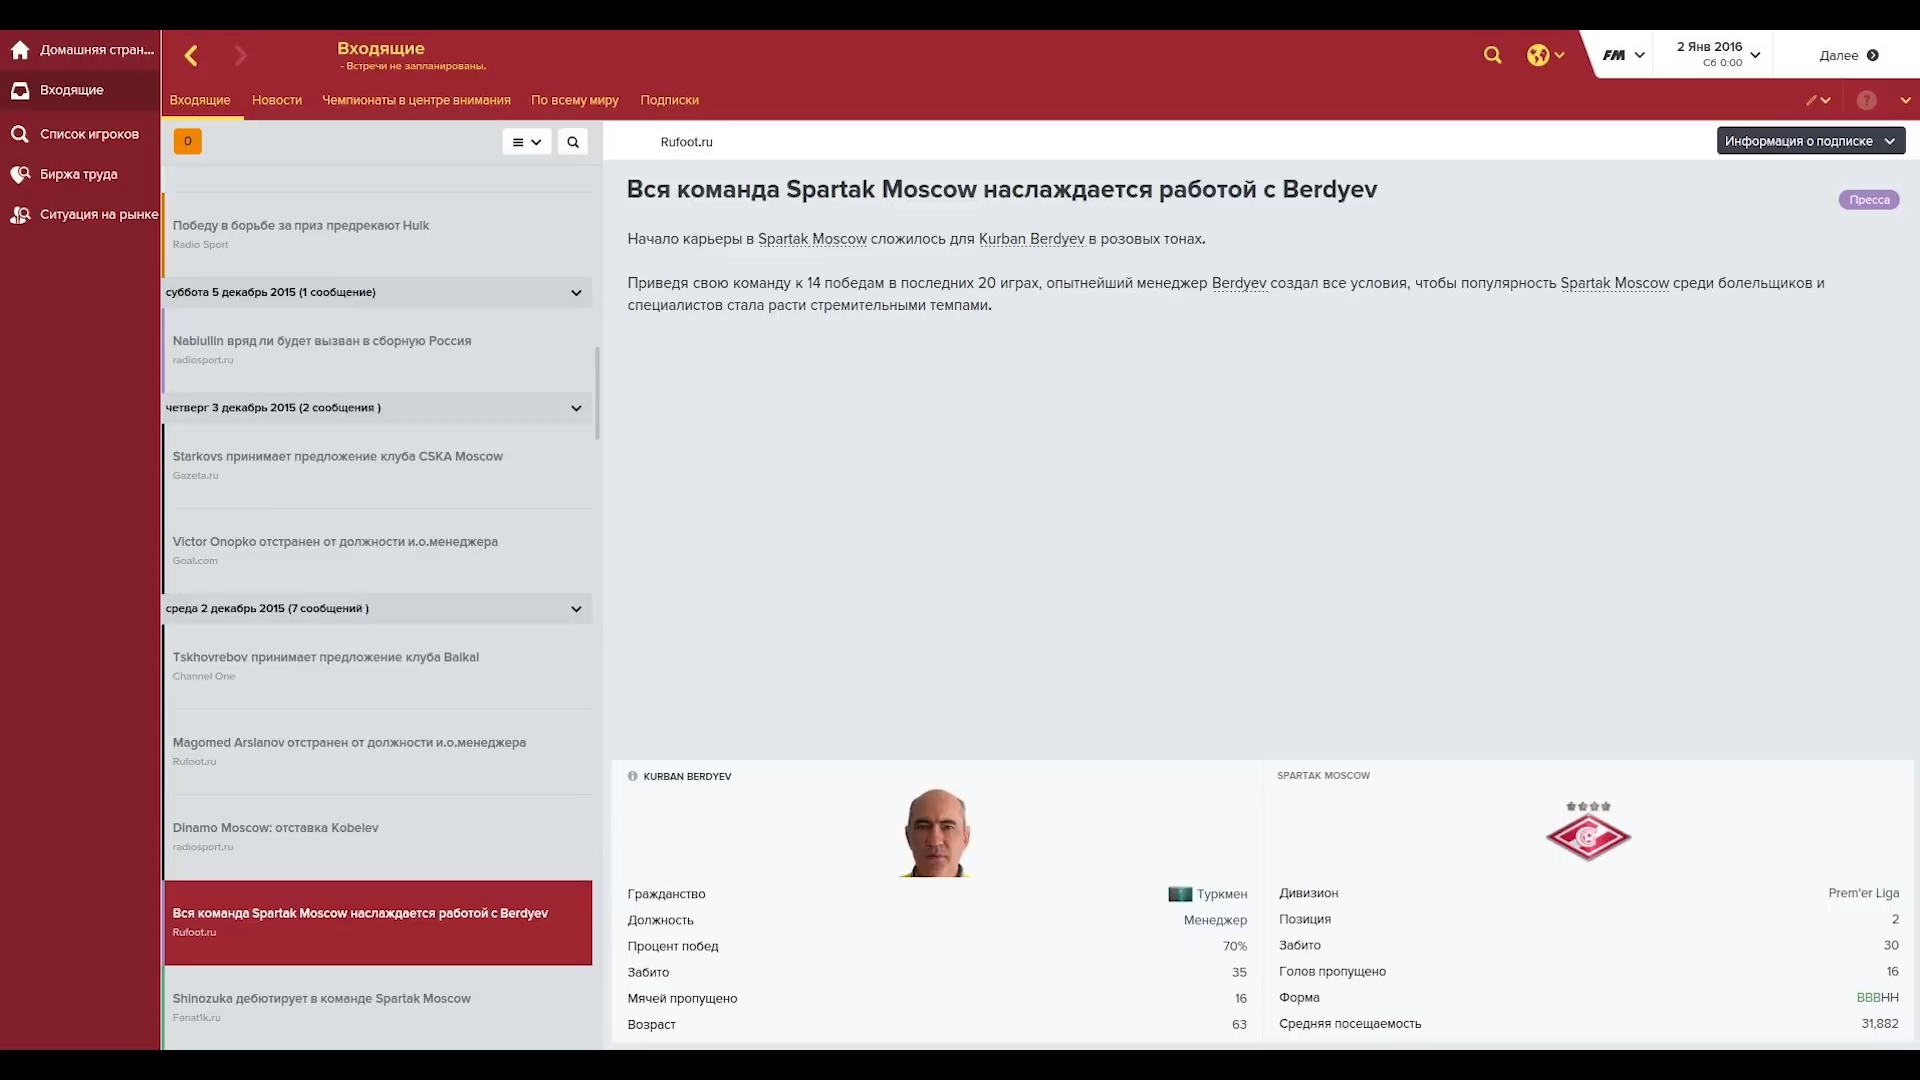 Домашняя стран...
Входящие
Список игроков
Биржа труда
Ситуация на рынке
Входящие
- Встречи не запланированы.
FM
2 Янв 2016
Сб 0:00
Далее
Входящие
Новости
Чемпионаты в центре внимания
По всему миру
Подписки
?
0
Победу в борьбе за приз предрекают Hulk
Radio Sport
суббота 5 декабрь 2015 (1 сообщение)
Nabiullin вряд ли будет вызван в сборную Россия
radiosport.ru
четверг 3 декабрь 2015 (2 сообщения )
Starkovs принимает предложение клуба CSKA Moscow
Gazeta.ru
Victor Onopko отстранен от должности и.о.менеджера
Goal.com
среда 2 декабрь 2015 (7 сообщений )
Tskhovrebov принимает предложение клуба Baikal
Channel One
Magomed Arslanov отстранен от должности и.о.менеджера
Rufoot.ru
Dinamo Moscow: отставка Kobelev
radiosport.ru
Вся команда Spartak Moscow наслаждается работой с Berdyev
Rufoot.ru
Shinozuka дебютирует в команде Spartak Moscow
Fanat1k.ru
Rufoot.ru
Информация о подписке
Вся команда Spartak Moscow наслаждается работой с Berdyev
Пресса
Начало карьеры в Spartak Moscow сложилось для Kurban Berdyev в розовых тонах.
Приведя свою команду к 14 победам в последних 20 играх, опытнейший менеджер Berdyev создал все условия, чтобы популярность Spartak Moscow среди болельщиков и
специалистов стала расти стремительными темпами.
KURBAN BERDYEV
Гражданство Туркмен
Должность Менеджер
Процент побед 70%
Забито 35
Мячей пропущено 16
Возраст 63
SPARTAK MOSCOW
Дивизион Prem'er Liga
Позиция 2
Забито 30
Голов пропущено 16
Форма ВВВНН
Средняя посещаемость 31,882